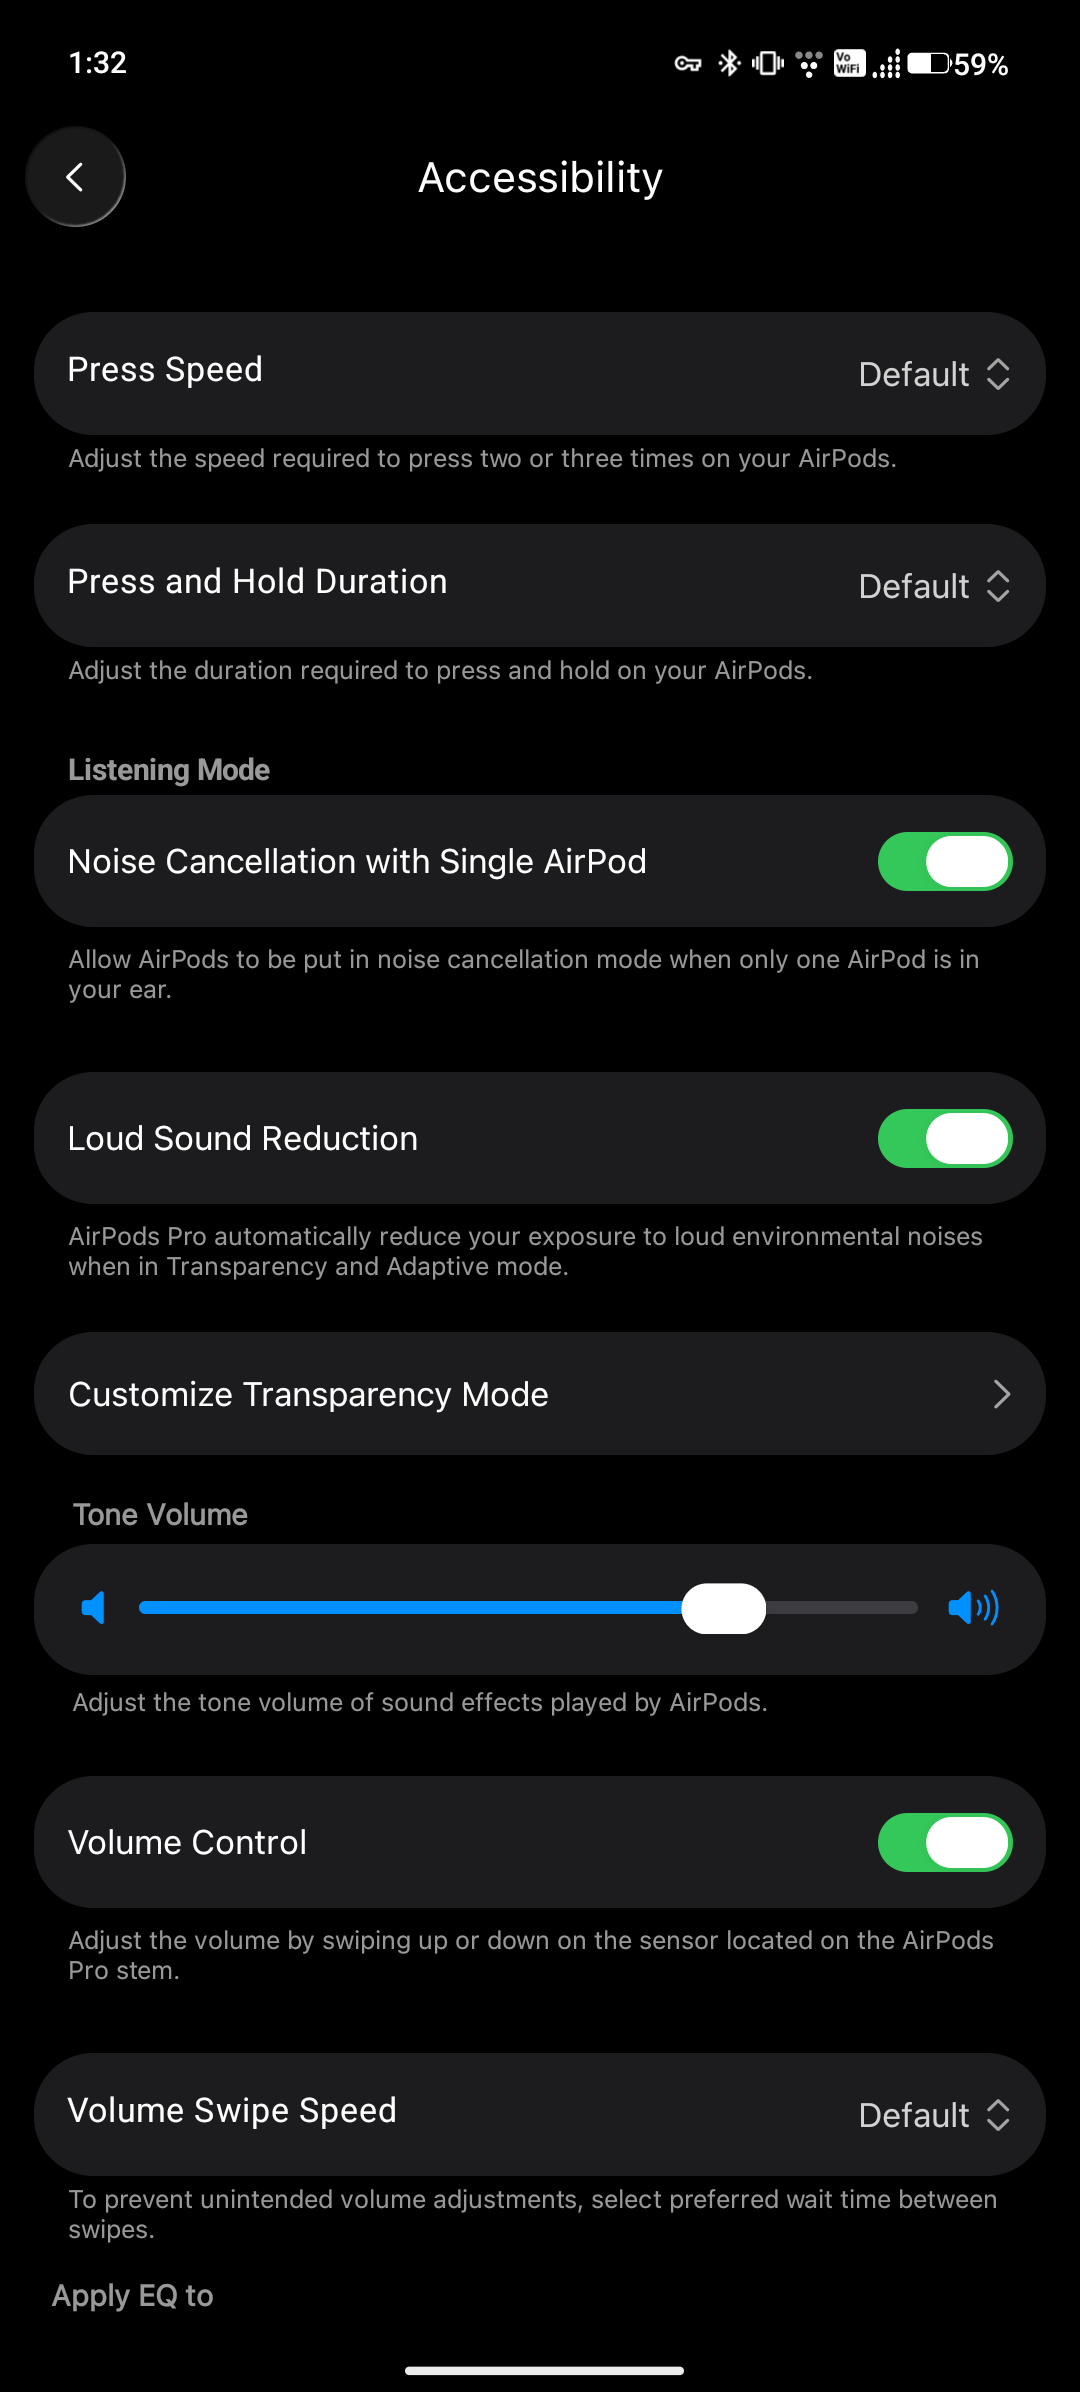 1:32
Vo
WiFi
59%
Accessibility
Press Speed
Default
Adjust the speed required to press two or three times on your AirPods.
Press and Hold Duration
Default
Adjust the duration required to press and hold on your AirPods.
Listening Mode
Noise Cancellation with Single AirPod
Allow AirPods to be put in noise cancellation mode when only one AirPod is in
your ear.
Loud Sound Reduction
AirPods Pro automatically reduce your exposure to loud environmental noises
when in Transparency and Adaptive mode.
Customize Transparency Mode
Tone Volume
Adjust the tone volume of sound effects played by AirPods.
Volume Control
Adjust the volume by swiping up or down on the sensor located on the AirPods
Pro stem.
Volume Swipe Speed
Default
To prevent unintended volume adjustments, select preferred wait time between
swipes.
Apply EQ to